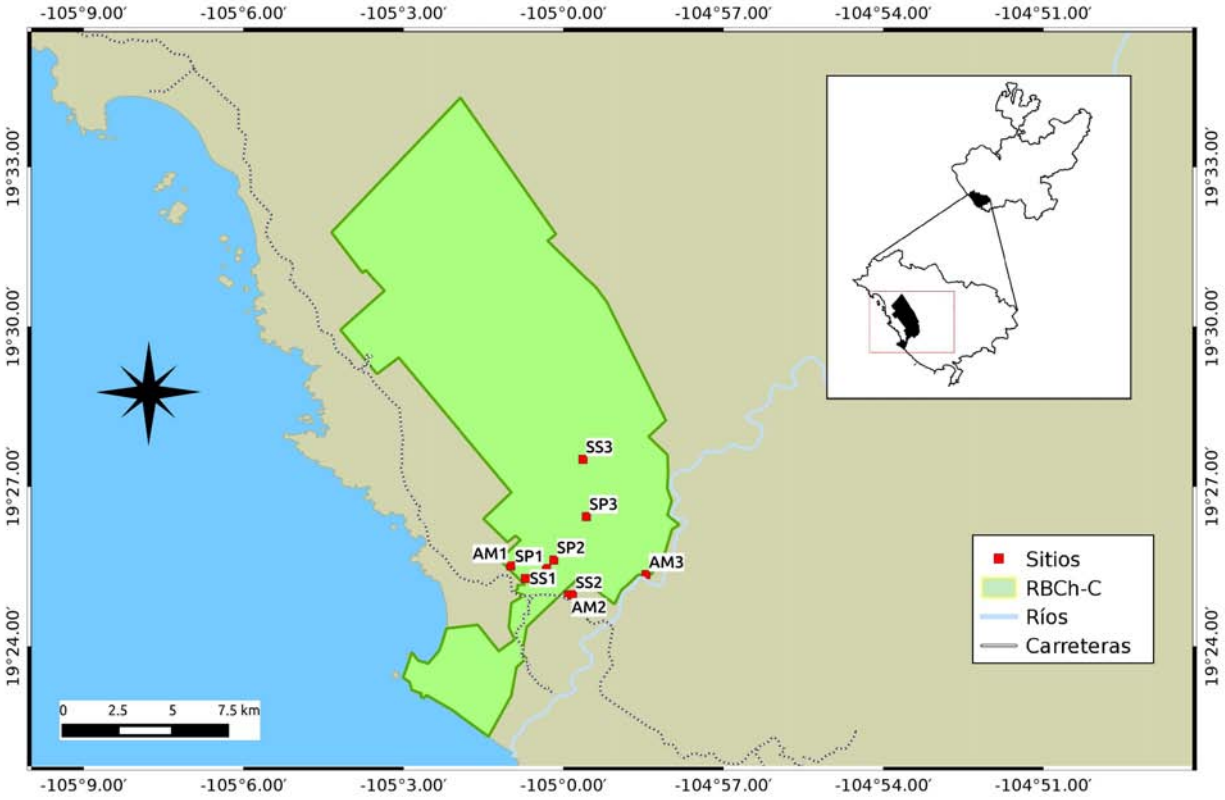 -105°9.00′ -105°6.00′ -105°3.00′ -105°0.00′ -104°57.00′ -104°54.00′ -104°51.00′
19°33.00′ 19°33.00′
19°30.00′ 19°30.00′
SS3
19°27.00′ 19°27.00′
SP3
AM1 SP1 SP2
AM3
SS1 SS2
AM2
Sitios
RBCh-C
Ríos
Carreteras
19°24.00′ 19°24.00′
0 2.5 5 7.5 km
-105°9.00′ -105°6.00′ -105°3.00′ -105°0.00′ -104°57.00′ -104°54.00′ -104°51.00′